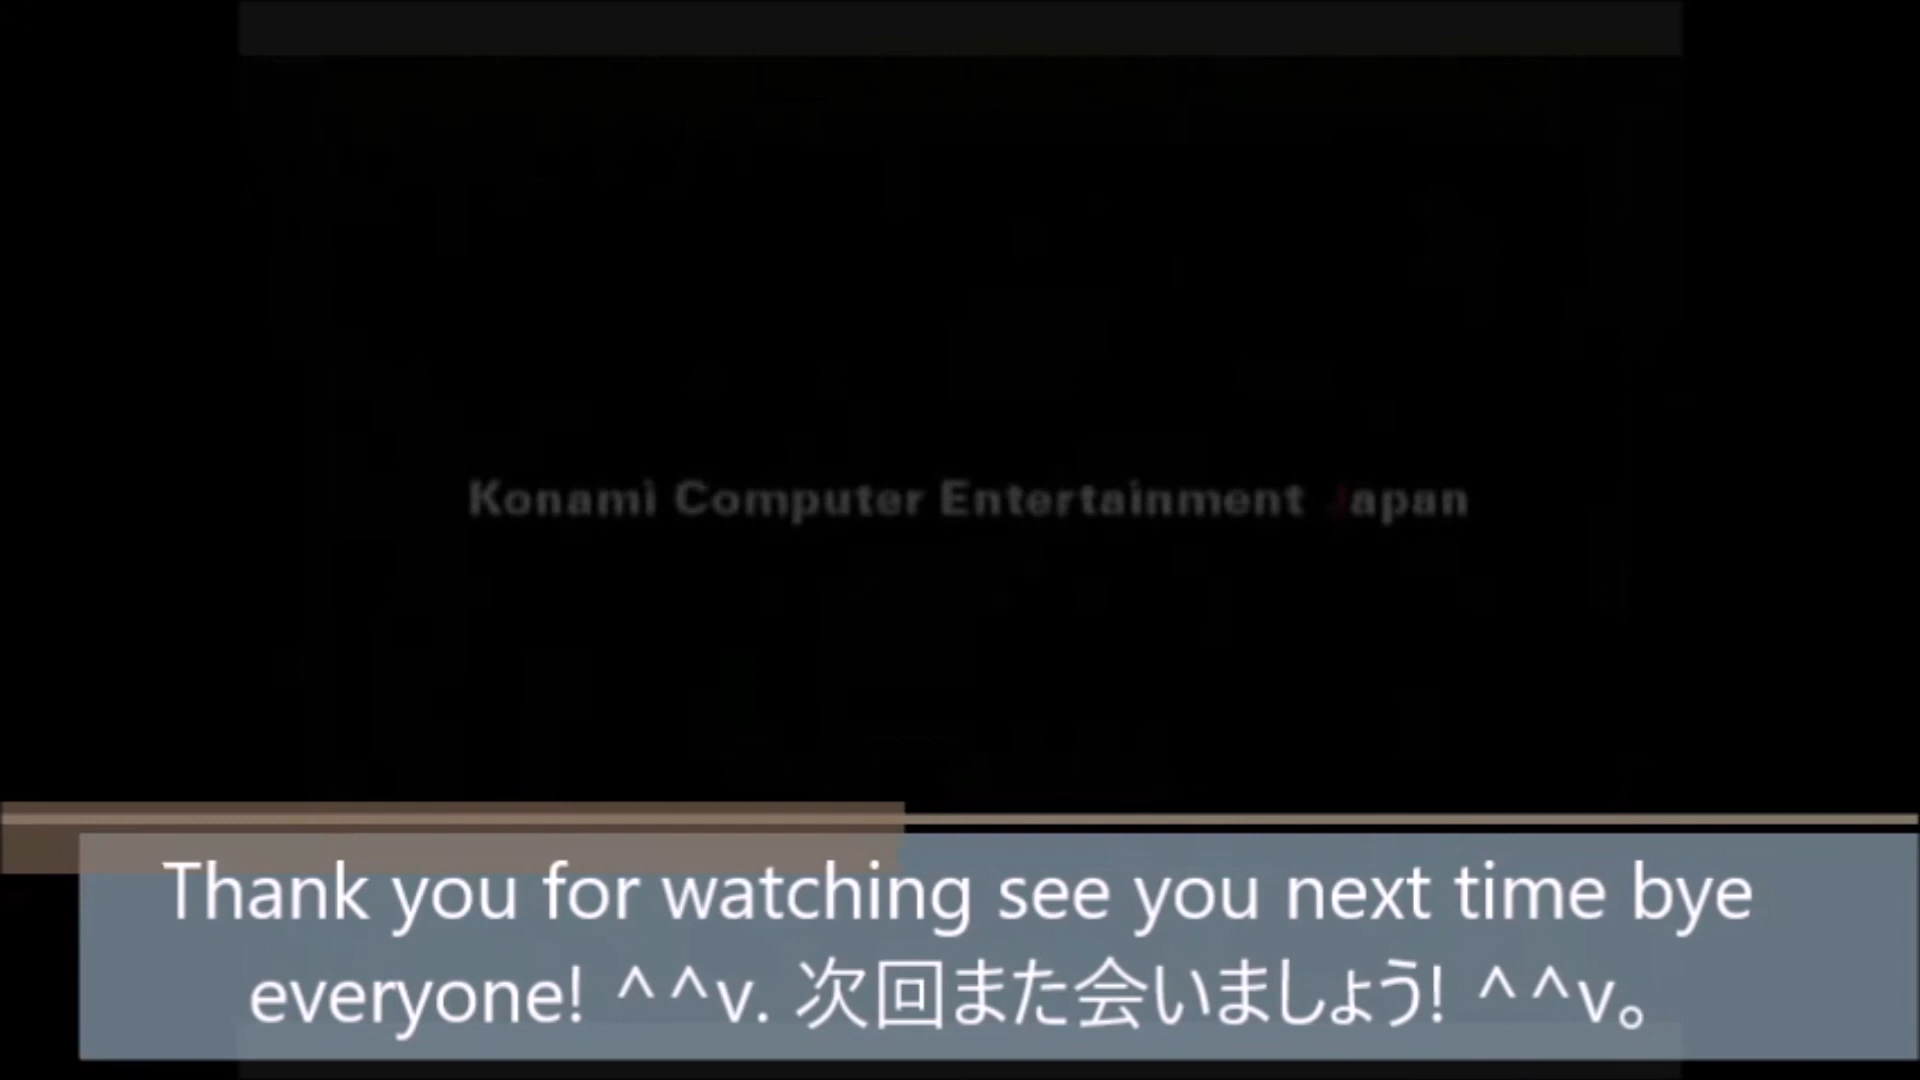 Konami Computer Entertainment Japan
Thank you for watching see you next time bye
everyone! ^^v. 次回また会いましょう! ^^v。